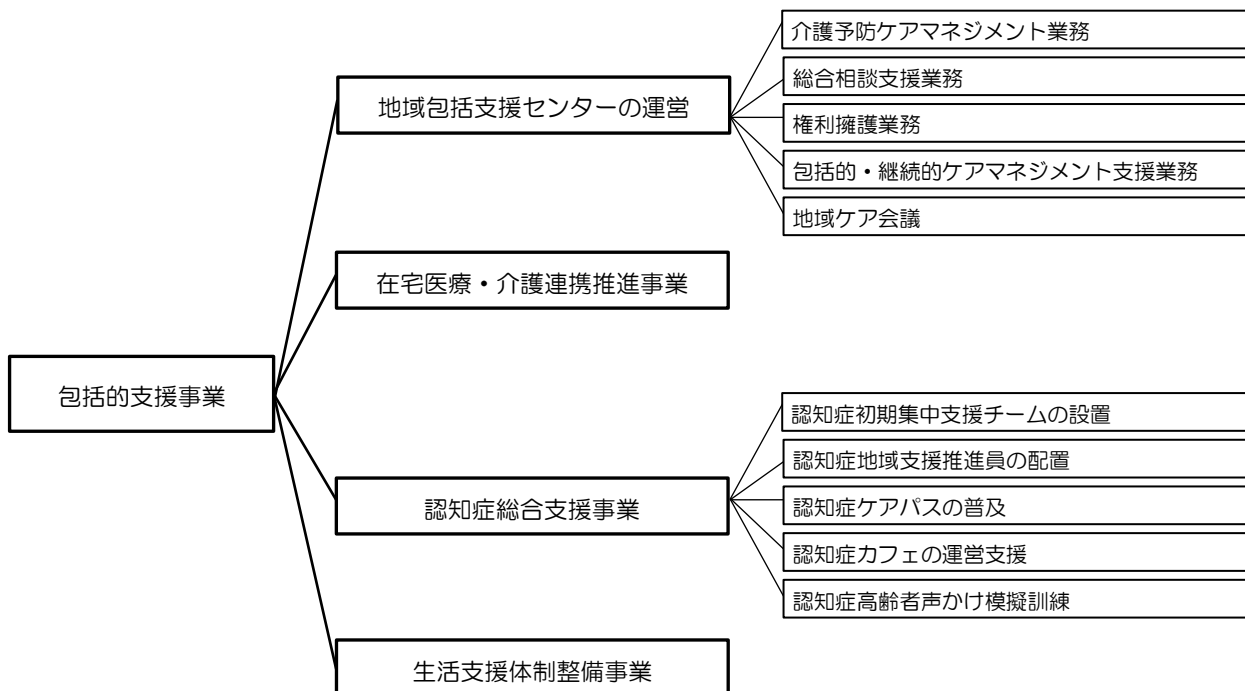 包括的支援事業
地域包括支援センターの運営
介護予防ケアマネジメント業務
総合相談支援業務
権利擁護業務
包括的・継続的ケアマネジメント支援業務
地域ケア会議
在宅医療・介護連携推進事業
認知症総合支援事業
認知症初期集中支援チームの設置
認知症地域支援推進員の配置
認知症ケアパスの普及
認知症カフェの運営支援
認知症高齢者声かけ模擬訓練
生活支援体制整備事業